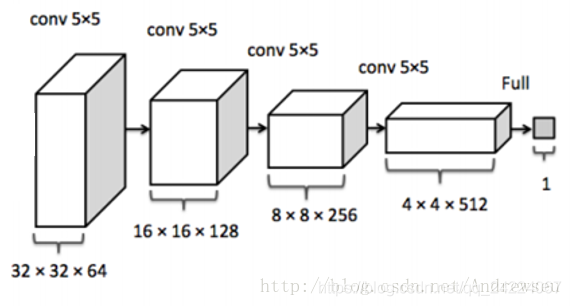 conv 5×5
conv 5×5
conv 5×5
conv 5×5
Full
32 × 32 × 64
16 × 16 × 128
8 × 8 × 256
4 × 4 × 512
1